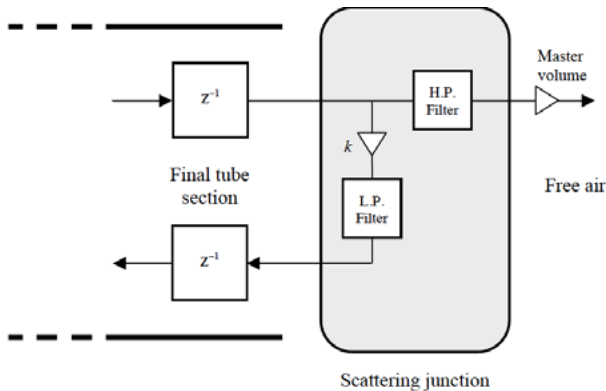 Master
volume
z⁻¹
H.P.
Filter
k
Final tube
section
L.P.
Filter
Free air
z⁻¹
Scattering junction